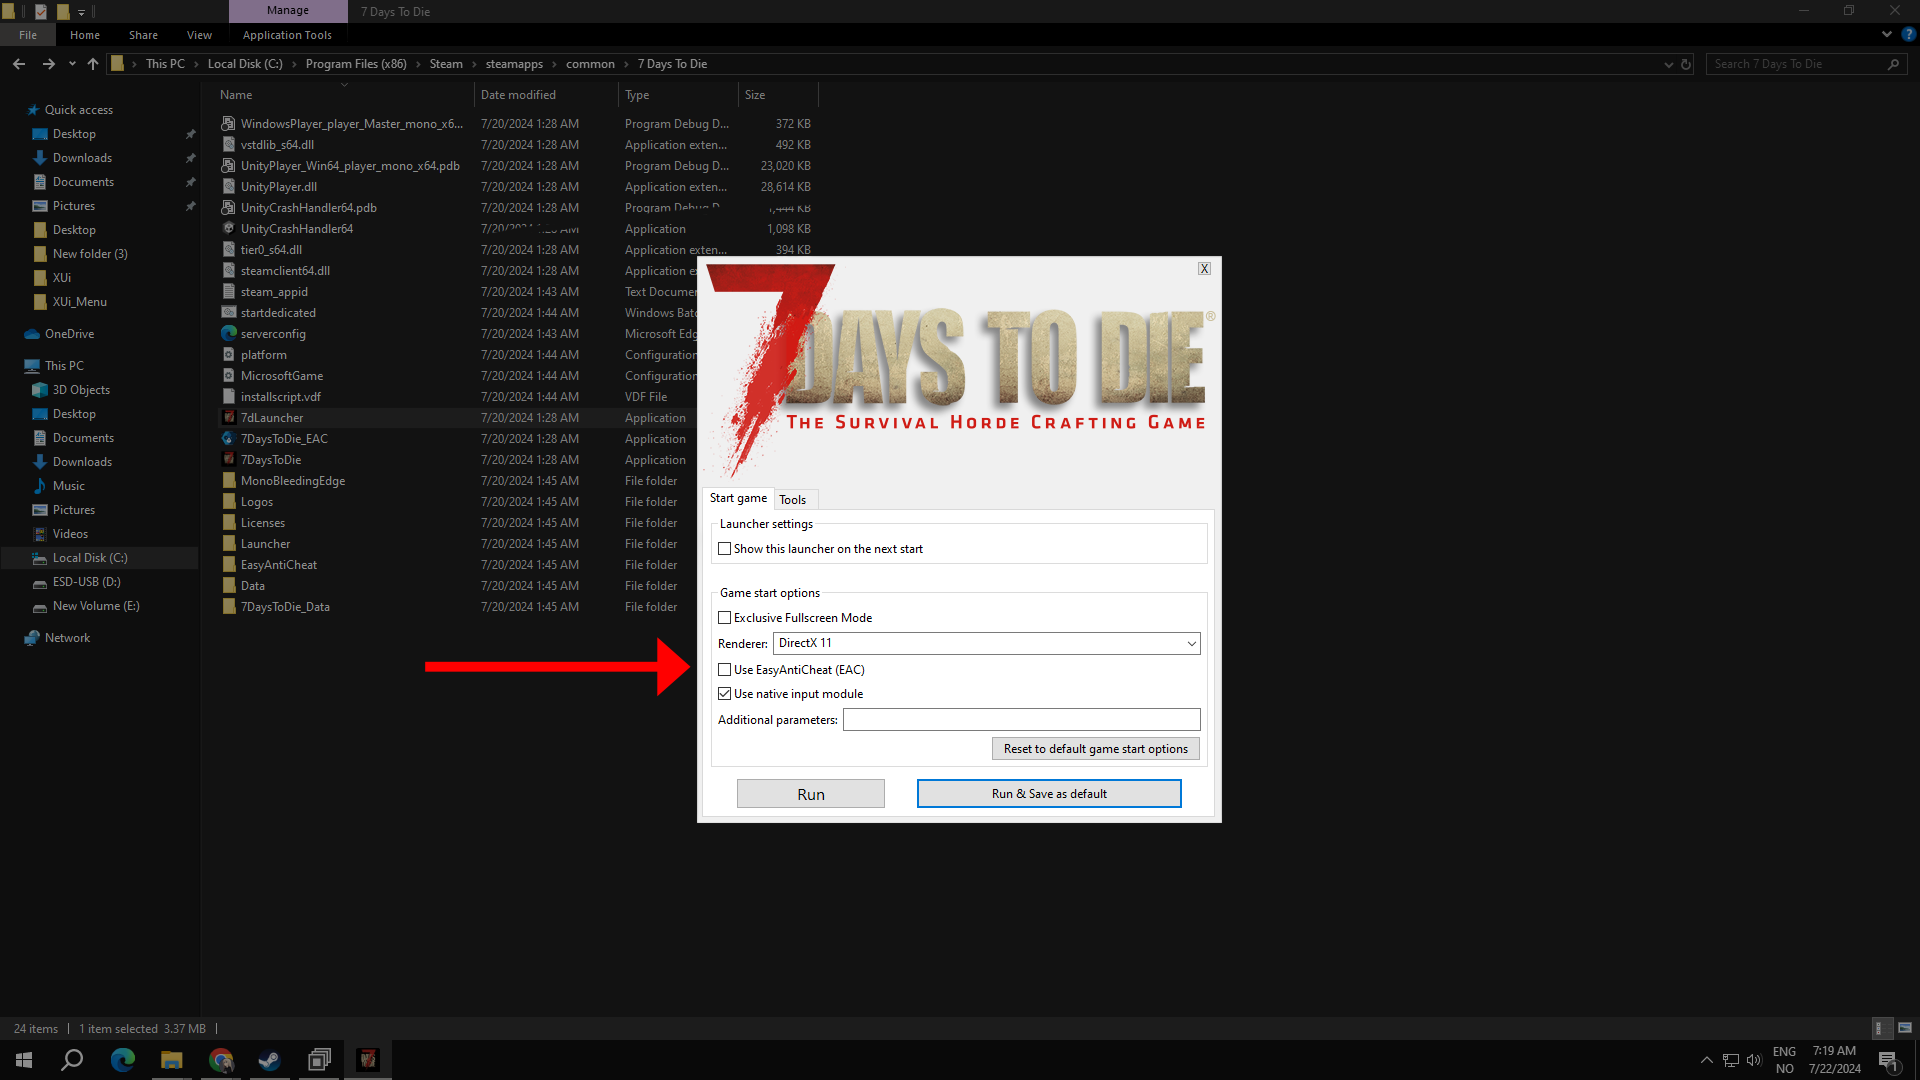 Manage
7 Days To Die
File
Home
Share
View
Application Tools
This PC
Local Disk (C:)
Program Files (x86)
Steam
steamapps
common
7 Days To Die
Search 7 Days To Die
Name
Date modified
Type
Size
Quick access
Desktop
Downloads
Documents
Pictures
Desktop
New folder (3)
XUi
XUi_Menu
OneDrive
This PC
3D Objects
Desktop
Documents
Downloads
Music
Pictures
Videos
Local Disk (C:)
ESD-USB (D:)
New Volume (E:)
Network
WindowsPlayer_player_Master_mono_x6... 7/20/2024 1:28 AM Program Debug D... 372 KB
vstdlib_s64.dll 7/20/2024 1:28 AM Application exten... 492 KB
UnityPlayer_Win64_player_mono_x64.pdb 7/20/2024 1:28 AM Program Debug D... 23,020 KB
UnityPlayer.dll 7/20/2024 1:28 AM Application exten... 28,614 KB
UnityCrashHandler64.pdb 7/20/2024 1:28 AM Program Debug D... 1,444 KB
UnityCrashHandler64 7/20/2024 1:28 AM Application 1,098 KB
tier0_s64.dll 7/20/2024 1:28 AM Application exten... 394 KB
steamclient64.dll 7/20/2024 1:28 AM Application ex
steam_appid 7/20/2024 1:43 AM Text Documen
startdedicated 7/20/2024 1:44 AM Windows Batc
serverconfig 7/20/2024 1:43 AM Microsoft Edg
platform 7/20/2024 1:44 AM Configuration
MicrosoftGame 7/20/2024 1:44 AM Configuration
installscript.vdf 7/20/2024 1:44 AM VDF File
7dLauncher 7/20/2024 1:28 AM Application
7DaysToDie_EAC 7/20/2024 1:28 AM Application
7DaysToDie 7/20/2024 1:28 AM Application
MonoBleedingEdge 7/20/2024 1:45 AM File folder
Logos 7/20/2024 1:45 AM File folder
Licenses 7/20/2024 1:45 AM File folder
Launcher 7/20/2024 1:45 AM File folder
EasyAntiCheat 7/20/2024 1:45 AM File folder
Data 7/20/2024 1:45 AM File folder
7DaysToDie_Data 7/20/2024 1:45 AM File folder
X
7 DAYS TO DIE®
THE SURVIVAL HORDE CRAFTING GAME
Start game
Tools
Launcher settings
Show this launcher on the next start
Game start options
Exclusive Fullscreen Mode
Renderer: DirectX 11
Use EasyAntiCheat (EAC)
Use native input module
Additional parameters:
Reset to default game start options
Run
Run & Save as default
24 items
1 item selected 3.37 MB
ENG
NO
7:19 AM
7/22/2024
1